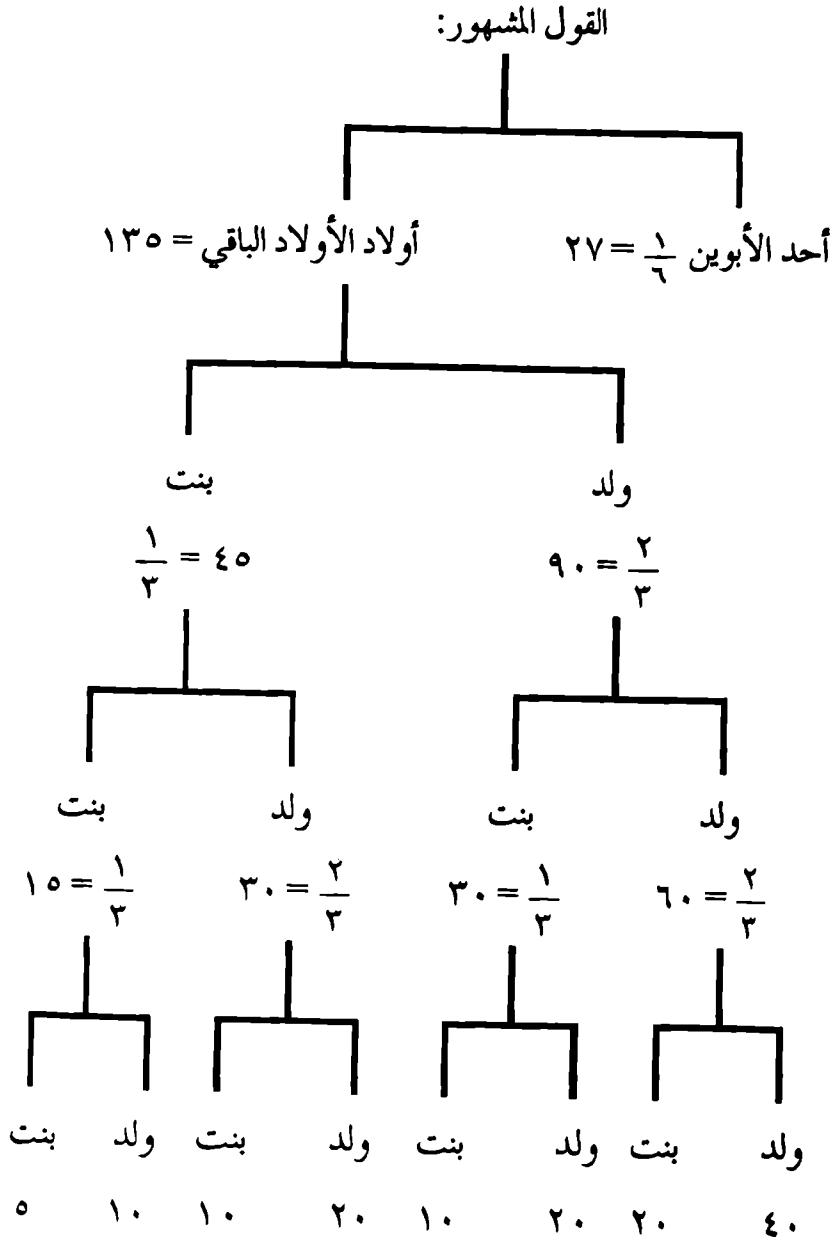 القول المشهور:
أحد الأبوين ١/٦ = ٢٧ أولاد الأولاد الباقي = ١٣٥
ولد بنت
٢/٣ = ٩٠ ٤٥ = ١/٣
ولد بنت ولد بنت
٢/٣ = ٦٠ ١/٣ = ٣٠ ٢/٣ = ٣٠ ١/٣ = ١٥
ولد بنت ولد بنت ولد بنت ولد بنت
٤٠ ٢٠ ٢٠ ١٠ ٢٠ ١٠ ١٠ ٥